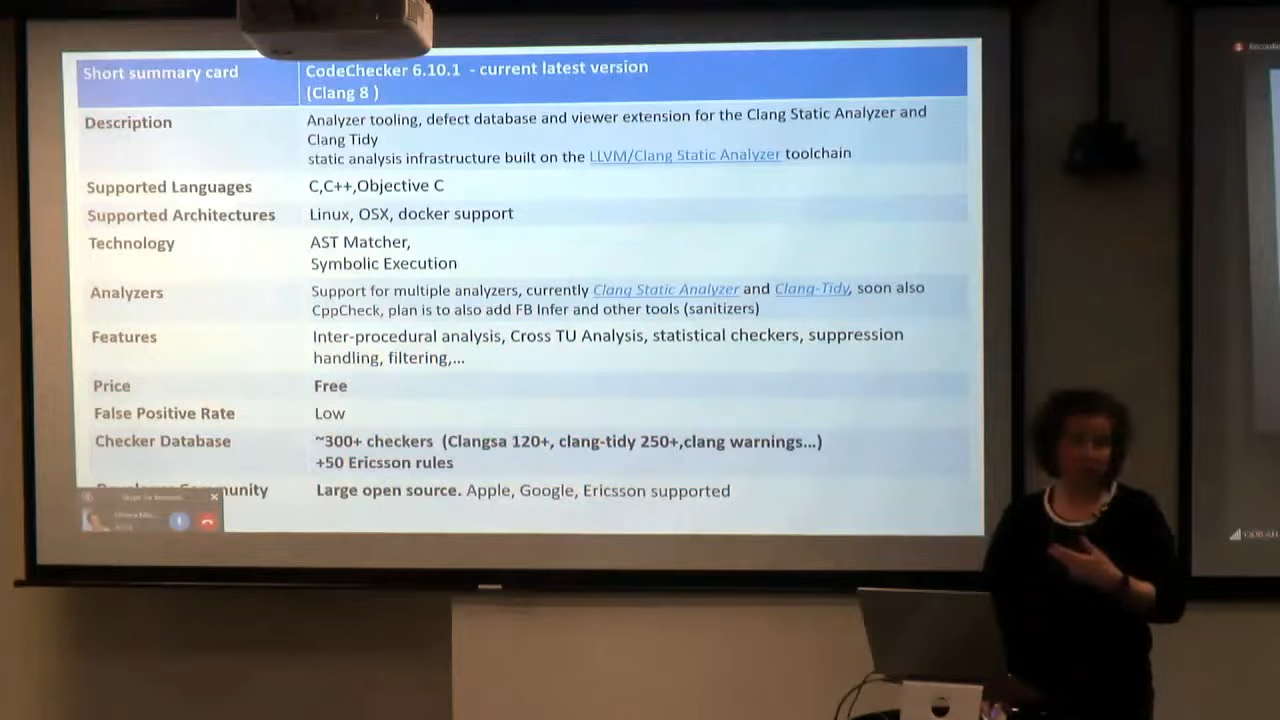 Short summary card
CodeChecker 6.10.1 - current latest version
(Clang 8 )
Description
Analyzer tooling, defect database and viewer extension for the Clang Static Analyzer and
Clang Tidy
static analysis infrastructure built on the LLVM/Clang Static Analyzer toolchain
Supported Languages
C,C++,Objective C
Supported Architectures
Linux, OSX, docker support
Technology
AST Matcher,
Symbolic Execution
Analyzers
Support for multiple analyzers, currently Clang Static Analyzer and Clang-Tidy, soon also
CppCheck, plan is to also add FB Infer and other tools (sanitizers)
Features
Inter-procedural analysis, Cross TU Analysis, statistical checkers, suppression
handling, filtering,...
Price
Free
False Positive Rate
Low
Checker Database
~300+ checkers (Clangsa 120+, clang-tidy 250+,clang warnings...)
+50 Ericsson rules
unity
Large open source. Apple, Google, Ericsson supported